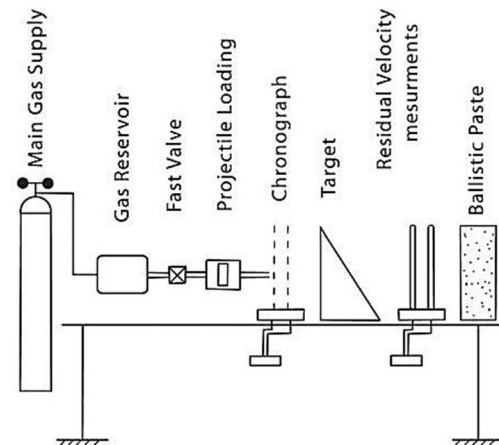 Main Gas Supply
Gas Reservoir
Fast Valve
Projectile Loading
Chronograph
Target
Residual Velocity
mesurments
Ballistic Paste